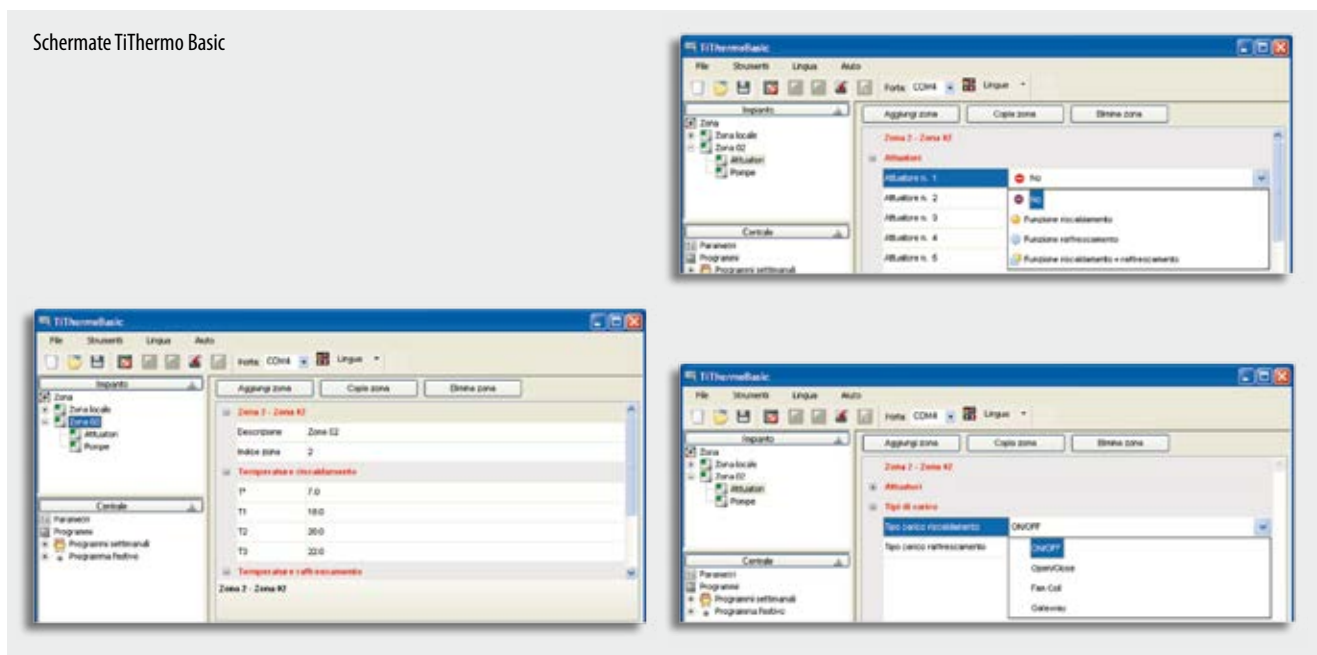 Schermate TiThermo Basic
TiThermoBasic
File Strumenti Lingua Aiuto
Porta: COM4 Lingue
Impianto
Aggiungi zona Copia zona Elimina zona
Zona
Zona locale
Zona 02
Attuatori
Pompe
Zona 2 - Zona 02
Attuatori
Attuatore n. 1 No
Attuatore n. 2 No
Attuatore n. 3 Funzione riscaldamento
Attuatore n. 4 Funzione raffrescamento
Attuatore n. 5 Funzione riscaldamento + raffrescamento
Centrale
Parametri
Programmi
Programmi settimanali
TiThermoBasic
File Strumenti Lingua Aiuto
Porta: COM4 Lingue
Impianto
Aggiungi zona Copia zona Elimina zona
Zona
Zona locale
Zona 02
Attuatori
Pompe
Zona 2 - Zona 02
Descrizione Zona 02
Indice zona 2
Temperature riscaldamento
T* 7.0
T1 18.0
T2 20.0
T3 22.0
Temperature raffrescamento
Zona 2 - Zona 02
Centrale
Parametri
Programmi
Programmi settimanali
Programma festivo
TiThermoBasic
File Strumenti Lingua Aiuto
Porta: COM4 Lingue
Impianto
Aggiungi zona Copia zona Elimina zona
Zona
Zona locale
Zona 02
Attuatori
Pompe
Zona 2 - Zona 02
Attuatori
Tipi di carico
Tipo carico riscaldamento ON/OFF
Tipo carico raffrescamento ON/OFF
Open/Close
Fan Coil
Gateway
Centrale
Parametri
Programmi
Programmi settimanali
Programma festivo